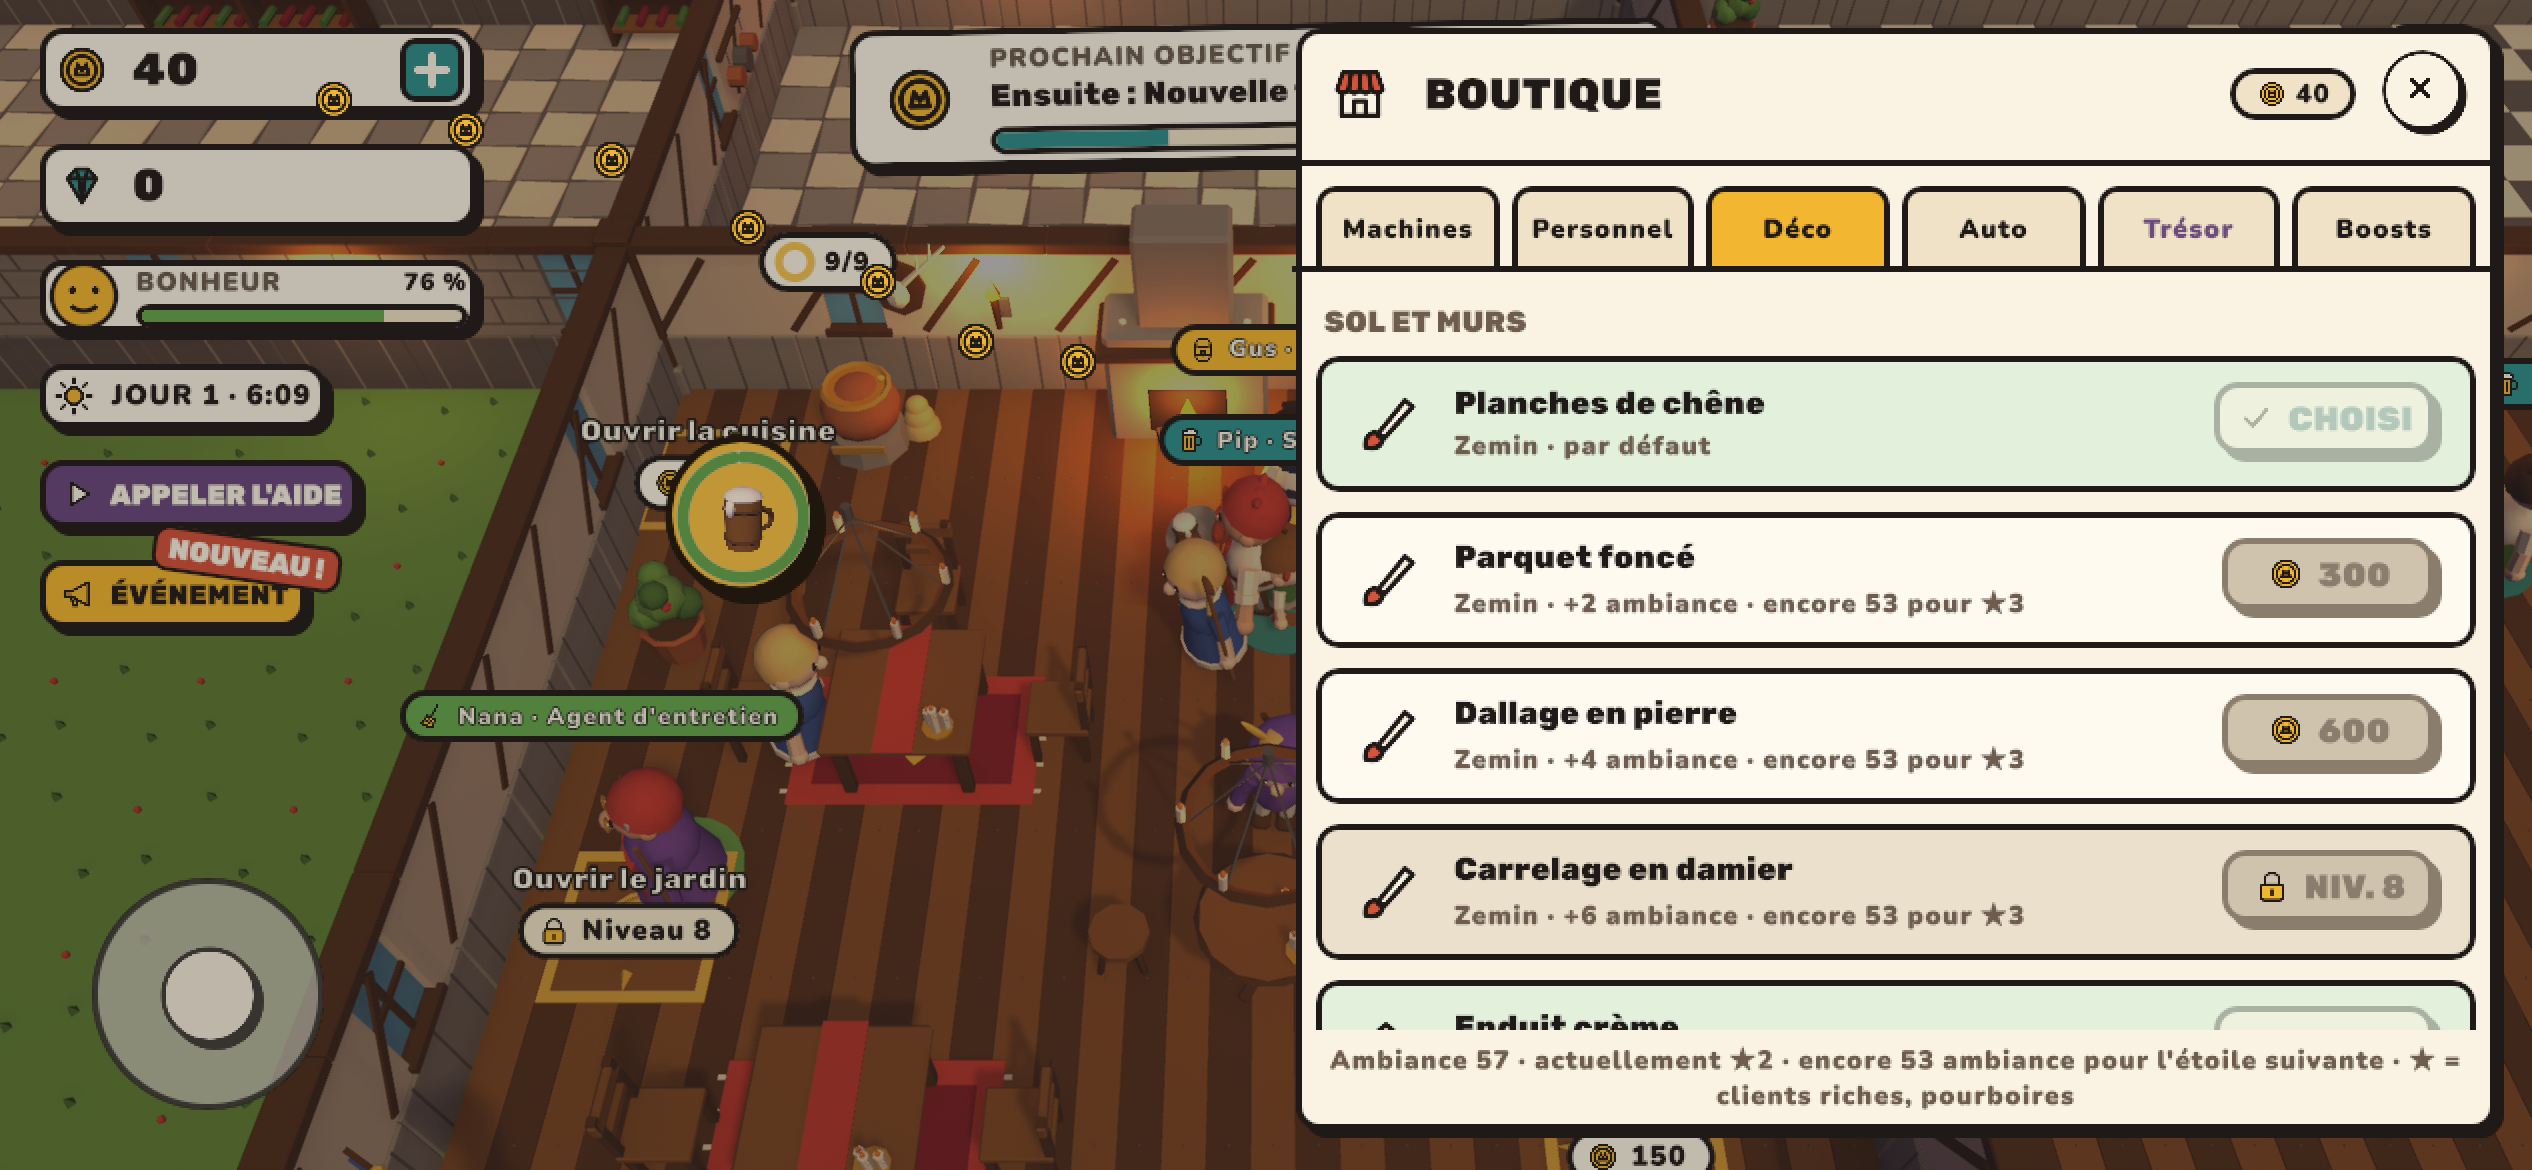 40
0
BONHEUR
76 %
JOUR 1 · 6:09
APPELER L'AIDE
NOUVEAU !
ÉVÉNEMENT
PROCHAIN OBJECTIF
Ensuite : Nouvelle
9/9
Gus ·
Pip · S
Ouvrir la cuisine
Nana · Agent d'entretien
Ouvrir le jardin
Niveau 8
150
BOUTIQUE
40
Machines
Personnel
Déco
Auto
Trésor
Boosts
SOL ET MURS
Planches de chêne
Zemin · par défaut
CHOISI
Parquet foncé
Zemin · +2 ambiance · encore 53 pour ★3
300
Dallage en pierre
Zemin · +4 ambiance · encore 53 pour ★3
600
Carrelage en damier
Zemin · +6 ambiance · encore 53 pour ★3
NIV. 8
Enduit crème
Ambiance 57 · actuellement ★2 · encore 53 ambiance pour l'étoile suivante · ★ =
clients riches, pourboires